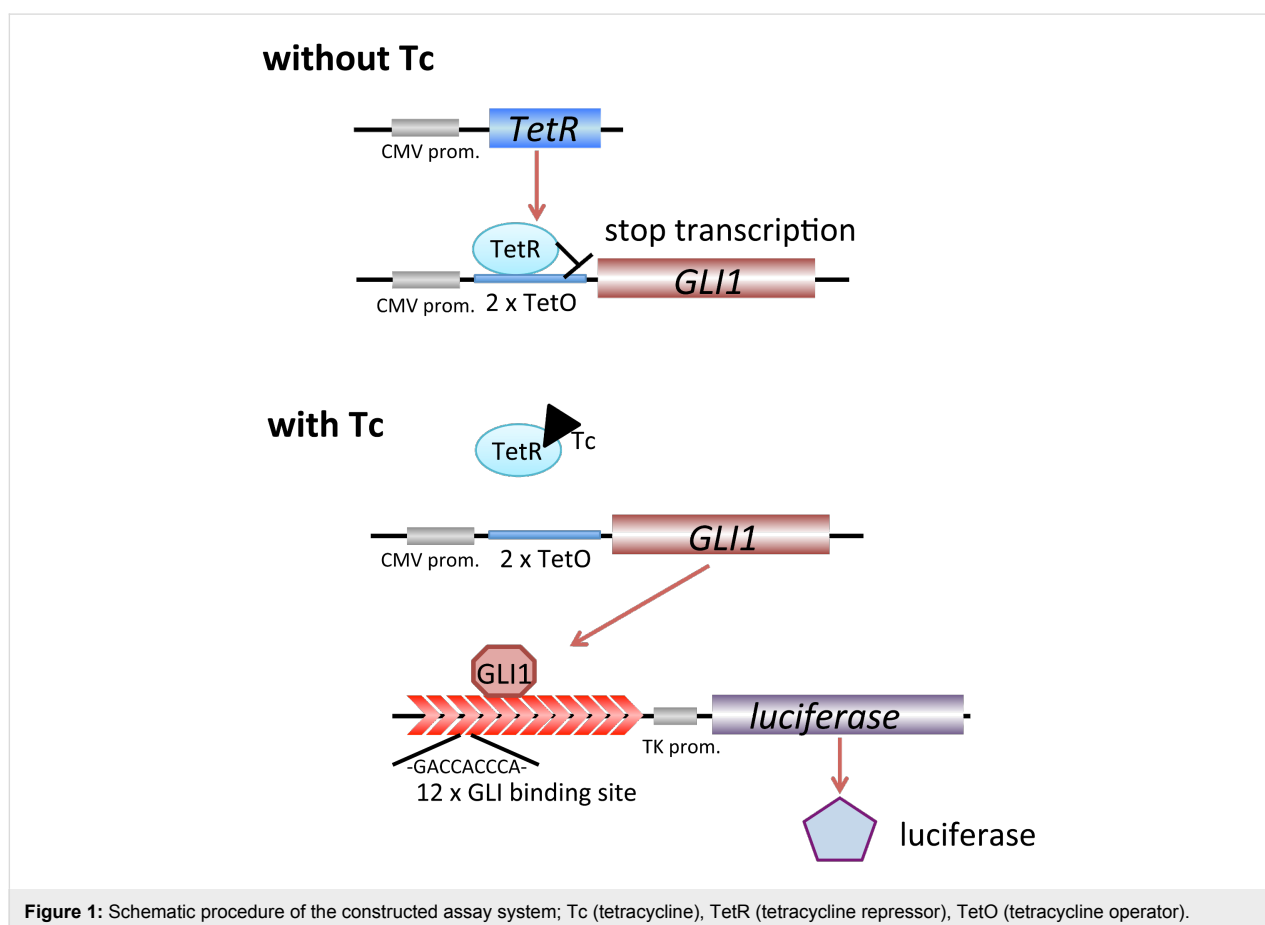 without Tc
TetR
CMV prom.
TetR
stop transcription
GLI1
CMV prom.
2 x TetO
with Tc
TetR
Tc
GLI1
CMV prom.
2 x TetO
GLI1
luciferase
TK prom.
-GACCACCCA-
12 x GLI binding site
luciferase
Figure 1: Schematic procedure of the constructed assay system; Tc (tetracycline), TetR (tetracycline repressor), TetO (tetracycline operator).